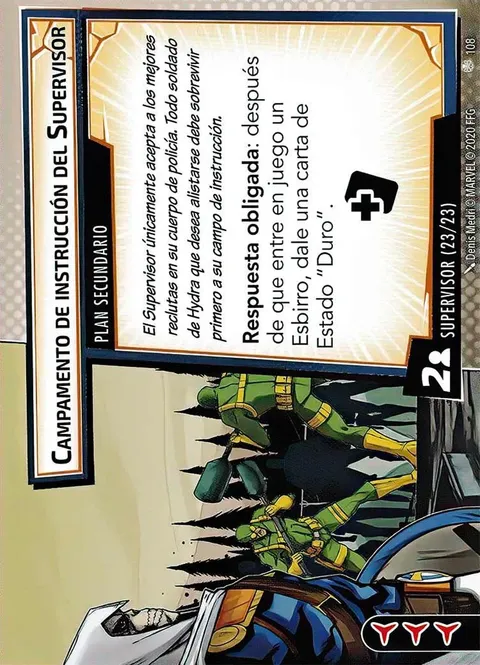 Campamento de instrucción del Supervisor
PLAN SECUNDARIO
El Supervisor únicamente acepta a los mejores
reclutas en su cuerpo de policía. Todo soldado
de Hydra que desea alistarse debe sobrevivir
primero a su campo de instrucción.
Respuesta obligada: después
de que entre en juego un
Esbirro, dale una carta de
Estado “Duro”.
2
SUPERVISOR (23/23)
Denis Medri © MARVEL © 2020 FFG
108